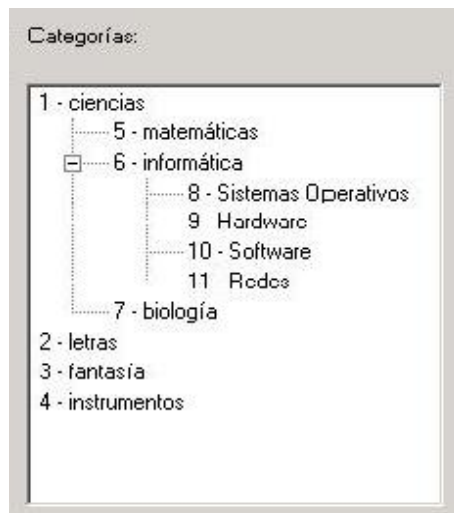 Categorías:
1 - ciencias
5 - matemáticas
6 - informática
8 - Sistemas Operativos
9 Hardware
10 - Software
11 Redes
7 - biología
2 - letras
3 - fantasía
4 - instrumentos